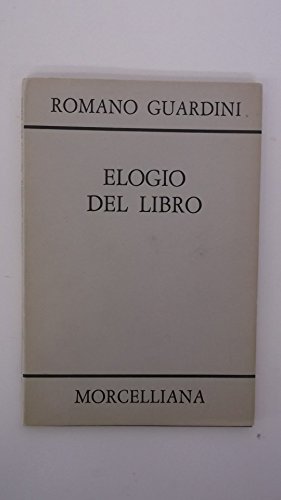 ROMANO GUARDINI
ELOGIO
DEL LIBRO
MORCELLIANA